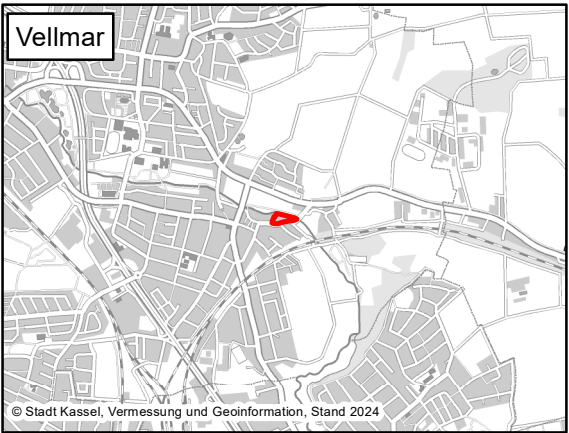 Vellmar
© Stadt Kassel, Vermessung und Geoinformation, Stand 2024